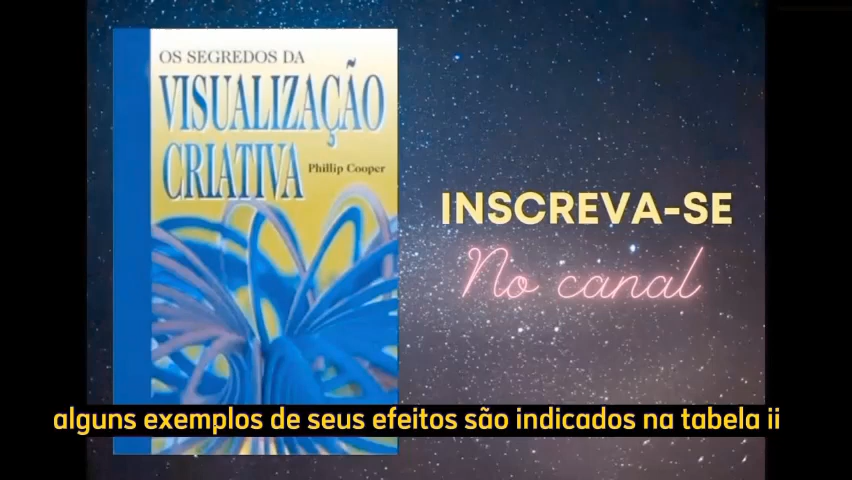 OS SEGREDOS DA
VISUALIZAÇÃO
CRIATIVA
Phillip Cooper
INSCREVA-SE
No canal
alguns exemplos de seus efeitos são indicados na tabela ii